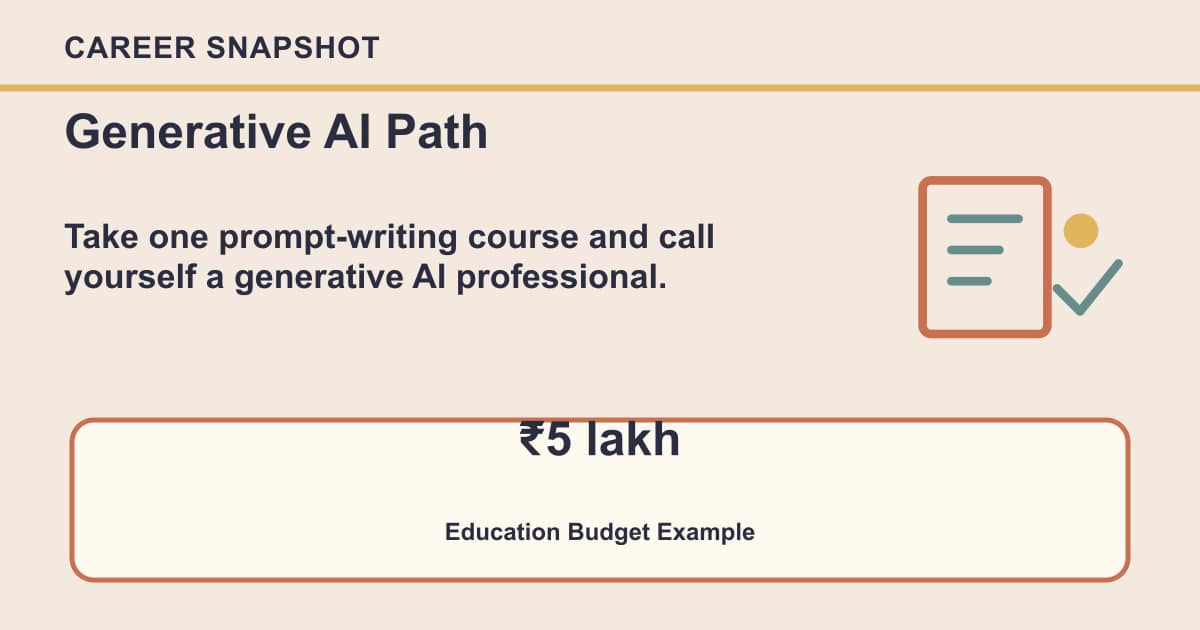 CAREER SNAPSHOT
Generative AI Path
Take one prompt-writing course and call
yourself a generative AI professional.
₹5 lakh
Education Budget Example